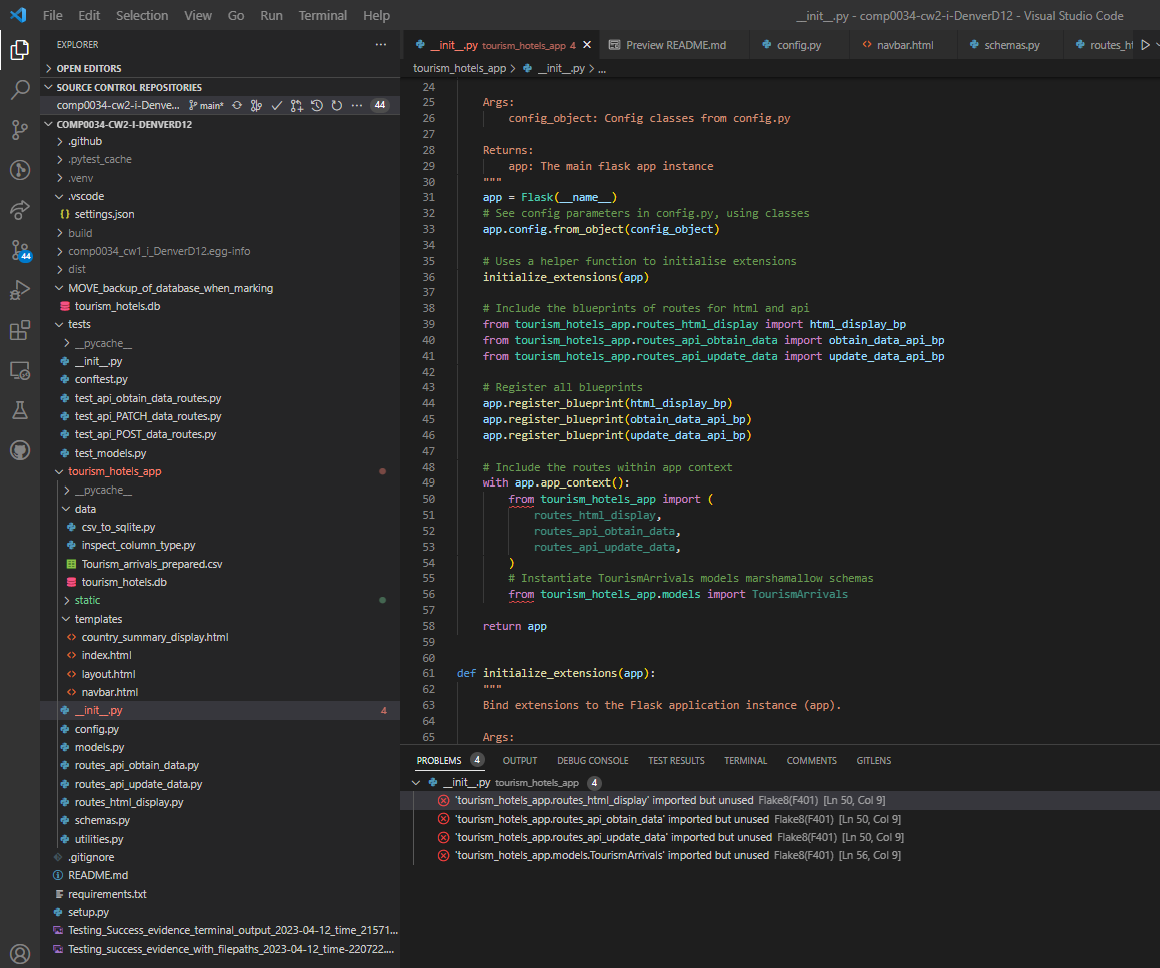 File Edit Selection View Go Run Terminal Help
__init__.py - comp0034-cw2-i-DenverD12 - Visual Studio Code
EXPLORER
OPEN EDITORS
SOURCE CONTROL REPOSITORIES
comp0034-cw2-i-Denve... main* 44
COMP0034-CW2-I-DENVERD12
.github
.pytest_cache
.venv
.vscode
settings.json
build
comp0034_cw1_i_DenverD12.egg-info
dist
MOVE_backup_of_database_when_marking
tourism_hotels.db
tests
__pycache__
__init__.py
conftest.py
test_api_obtain_data_routes.py
test_api_PATCH_data_routes.py
test_api_POST_data_routes.py
test_models.py
tourism_hotels_app
__pycache__
data
csv_to_sqlite.py
inspect_column_type.py
Tourism_arrivals_prepared.csv
tourism_hotels.db
static
templates
country_summary_display.html
index.html
layout.html
navbar.html
__init__.py 4
config.py
models.py
routes_api_obtain_data.py
routes_api_update_data.py
routes_html_display.py
schemas.py
utilities.py
.gitignore
README.md
requirements.txt
setup.py
Testing_Success_evidence_terminal_output_2023-04-12_time_21571...
Testing_success_evidence_with_filepaths_2023-04-12_time-220722....
44
__init__.py tourism_hotels_app 4 Preview README.md config.py navbar.html schemas.py routes_ht
tourism_hotels_app > __init__.py > ...
24
25 Args:
26 config_object: Config classes from config.py
27
28 Returns:
29 app: The main flask app instance
30 """
31 app = Flask(__name__)
32 # See config parameters in config.py, using classes
33 app.config.from_object(config_object)
34
35 # Uses a helper function to initialise extensions
36 initialize_extensions(app)
37
38 # Include the blueprints of routes for html and api
39 from tourism_hotels_app.routes_html_display import html_display_bp
40 from tourism_hotels_app.routes_api_obtain_data import obtain_data_api_bp
41 from tourism_hotels_app.routes_api_update_data import update_data_api_bp
42
43 # Register all blueprints
44 app.register_blueprint(html_display_bp)
45 app.register_blueprint(obtain_data_api_bp)
46 app.register_blueprint(update_data_api_bp)
47
48 # Include the routes within app context
49 with app.app_context():
50 from tourism_hotels_app import (
51 routes_html_display,
52 routes_api_obtain_data,
53 routes_api_update_data,
54 )
55 # Instantiate TourismArrivals models marshamallow schemas
56 from tourism_hotels_app.models import TourismArrivals
57
58 return app
59
60
61 def initialize_extensions(app):
62 """
63 Bind extensions to the Flask application instance (app).
64
65 Args:
PROBLEMS 4 OUTPUT DEBUG CONSOLE TEST RESULTS TERMINAL COMMENTS GITLENS
__init__.py tourism_hotels_app 4
'tourism_hotels_app.routes_html_display' imported but unused Flake8(F401) [Ln 50, Col 9]
'tourism_hotels_app.routes_api_obtain_data' imported but unused Flake8(F401) [Ln 50, Col 9]
'tourism_hotels_app.routes_api_update_data' imported but unused Flake8(F401) [Ln 50, Col 9]
'tourism_hotels_app.models.TourismArrivals' imported but unused Flake8(F401) [Ln 56, Col 9]